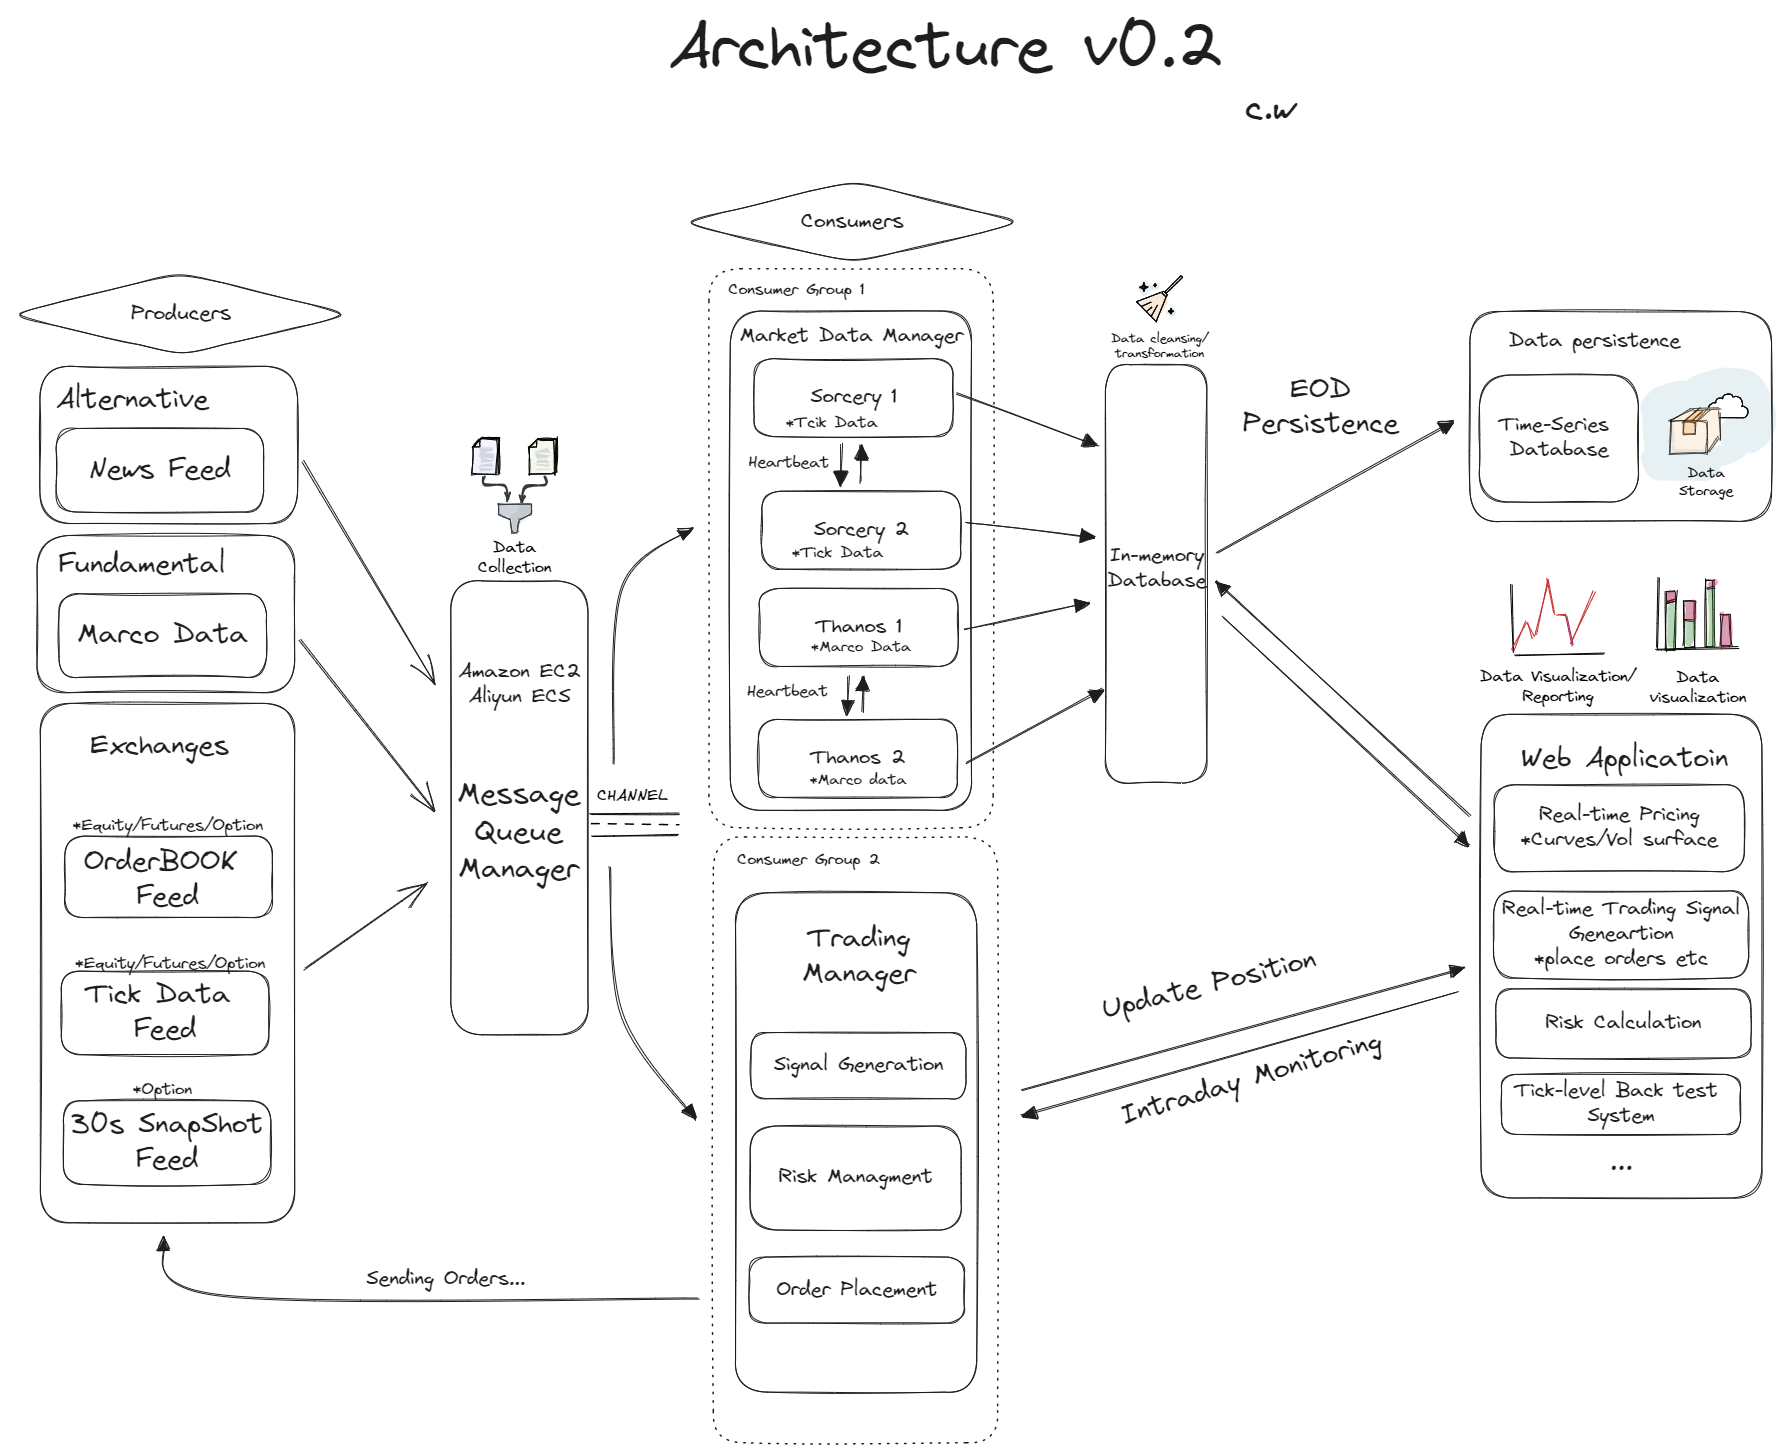 Architecture v0.2
c.w
Producers
Alternative
News Feed
Fundamental
Marco Data
Exchanges
*Equity/Futures/Option
OrderBOOK
Feed
*Equity/Futures/Option
Tick Data
Feed
*Option
30s SnapShot
Feed
Sending Orders...
Data
Collection
Amazon EC2
Aliyun ECS
Message
Queue
Manager
CHANNEL
Consumers
Consumer Group 1
Market Data Manager
Sorcery 1
*Tcik Data
Heartbeat
Sorcery 2
*Tick Data
Thanos 1
*Marco Data
Heartbeat
Thanos 2
*Marco data
Consumer Group 2
Trading
Manager
Signal Generation
Risk Managment
Order Placement
Data cleansing/
transformation
In-memory
Database
EOD
Persistence
Update Position
Intraday Monitoring
Data persistence
Time-Series
Database
Data
Storage
Data Visualization/
Reporting
Data
visualization
Web Applicatoin
Real-time Pricing
*Curves/Vol surface
Real-time Trading Signal
Geneartion
*place orders etc
Risk Calculation
Tick-level Back test
System
...